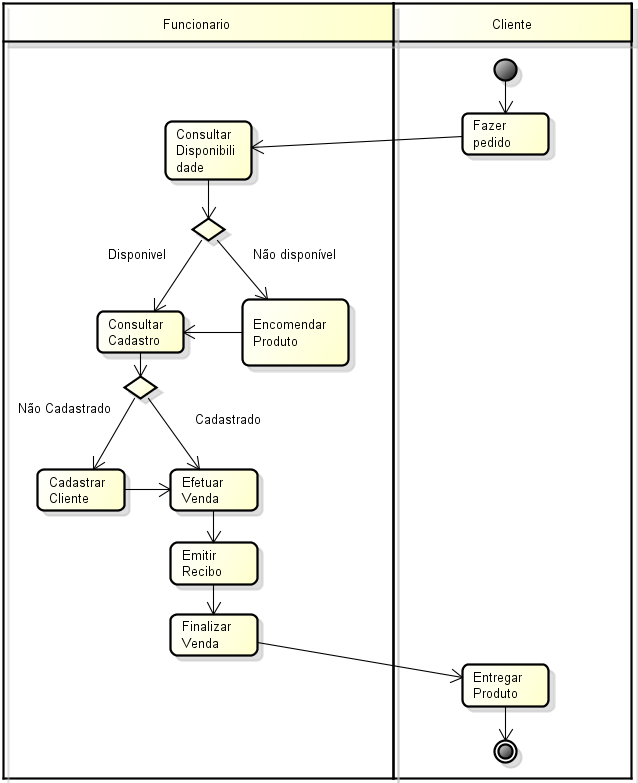 Funcionario
Cliente
Fazer
pedido
Consultar
Disponibili
dade
Disponivel
Não disponível
Encomendar
Produto
Consultar
Cadastro
Não Cadastrado
Cadastrado
Cadastrar
Cliente
Efetuar
Venda
Emitir
Recibo
Finalizar
Venda
Entregar
Produto